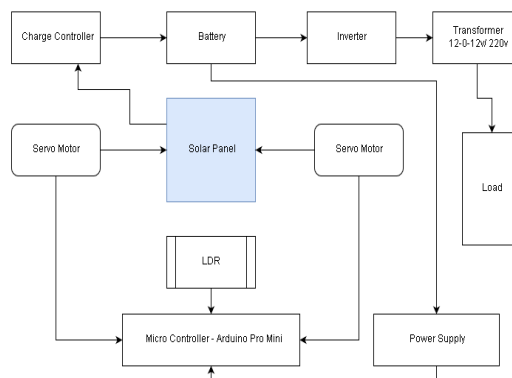 Charge Controller
Battery
Inverter
Transformer
12-0-12v/ 220v
Servo Motor
Solar Panel
Servo Motor
Load
LDR
Micro Controller - Arduino Pro Mini
Power Supply